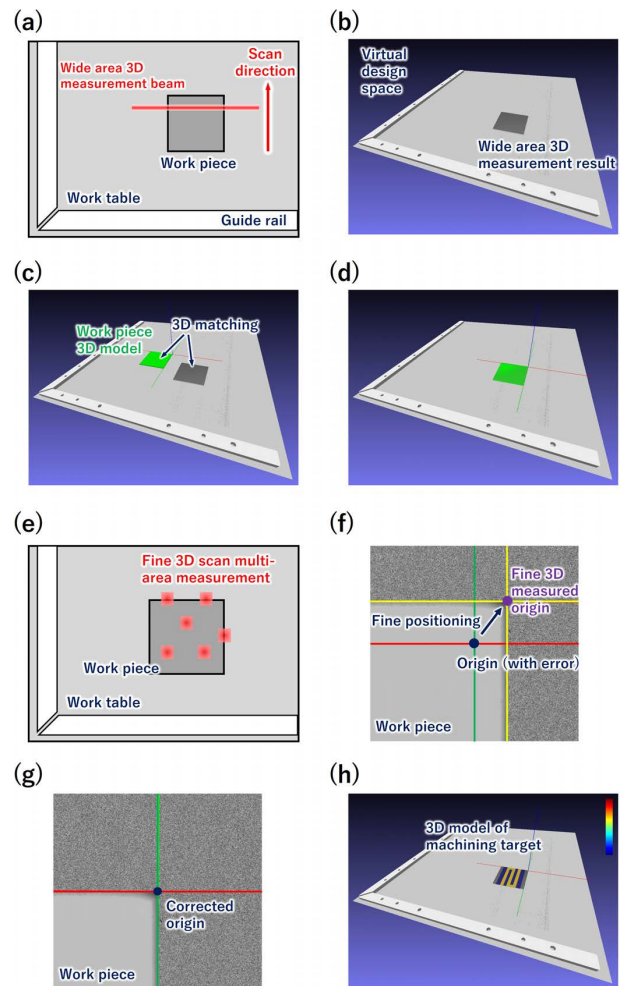 (a)
Wide area 3D
measurement beam
Scan
direction
Work piece
Work table
Guide rail
(b)
Virtual
design
space
Wide area 3D
measurement result
(c)
Work piece
3D model
3D matching
(d)
(e)
Fine 3D scan multi-
area measurement
Work piece
Work table
(f)
Fine 3D
measured
origin
Fine positioning
Origin (with error)
Work piece
(g)
Corrected
origin
Work piece
(h)
3D model of
machining target